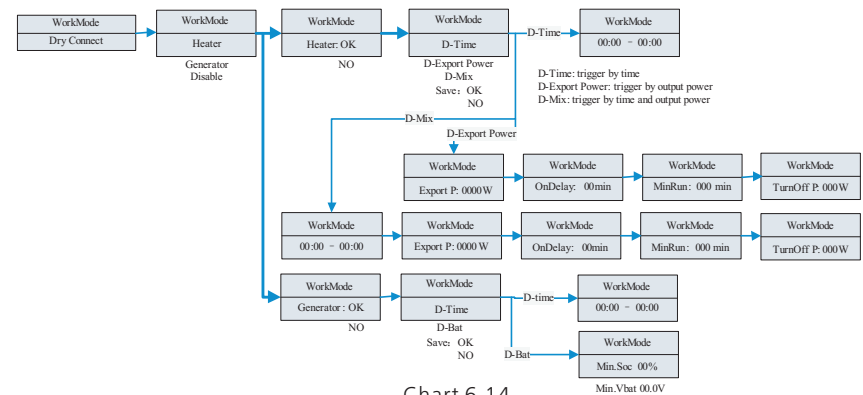 WorkMode
Dry Connect
WorkMode
Heater
Generator
Disable
WorkMode
Heater: OK
NO
WorkMode
D-Time
D-Export Power
D-Mix
Save: OK
NO
D-Time
WorkMode
00:00 - 00:00
D-Time: trigger by time
D-Export Power: trigger by output power
D-Mix: trigger by time and output power
D-Mix
D-Export Power
WorkMode
Export P: 0000W
WorkMode
OnDelay: 00min
WorkMode
MinRun: 000 min
WorkMode
TurnOff P: 000W
WorkMode
00:00 - 00:00
WorkMode
Export P: 0000W
WorkMode
OnDelay: 00min
WorkMode
MinRun: 000 min
WorkMode
TurnOff P: 000W
WorkMode
Generator: OK
NO
WorkMode
D-Time
D-Bat
Save: OK
NO
D-time
WorkMode
00:00 - 00:00
D-Bat
WorkMode
Min.Soc 00%
Min.Vbat 00.0V
Chart 6.14